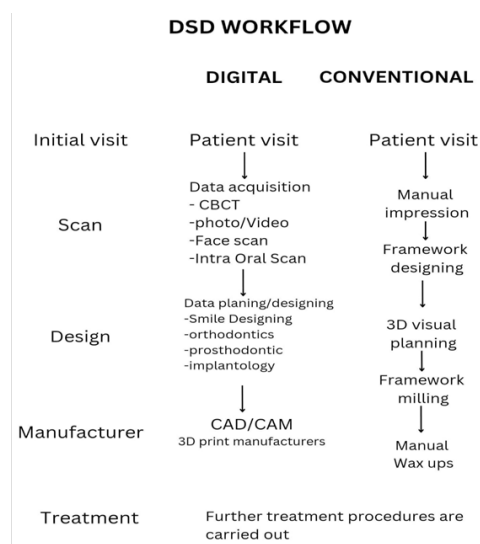 DSD WORKFLOW
DIGITAL CONVENTIONAL
Initial visit Patient visit Patient visit
Scan
Data acquisition
- CBCT
-photo/Video
-Face scan
-Intra Oral Scan
Manual
impression
Framework
designing
Design
Data planing/designing
-Smile Designing
-orthodontics
-prosthodontic
-implantology
3D visual
planning
Framework
milling
Manufacturer
CAD/CAM
3D print manufacturers
Manual
Wax ups
Treatment
Further treatment procedures are
carried out